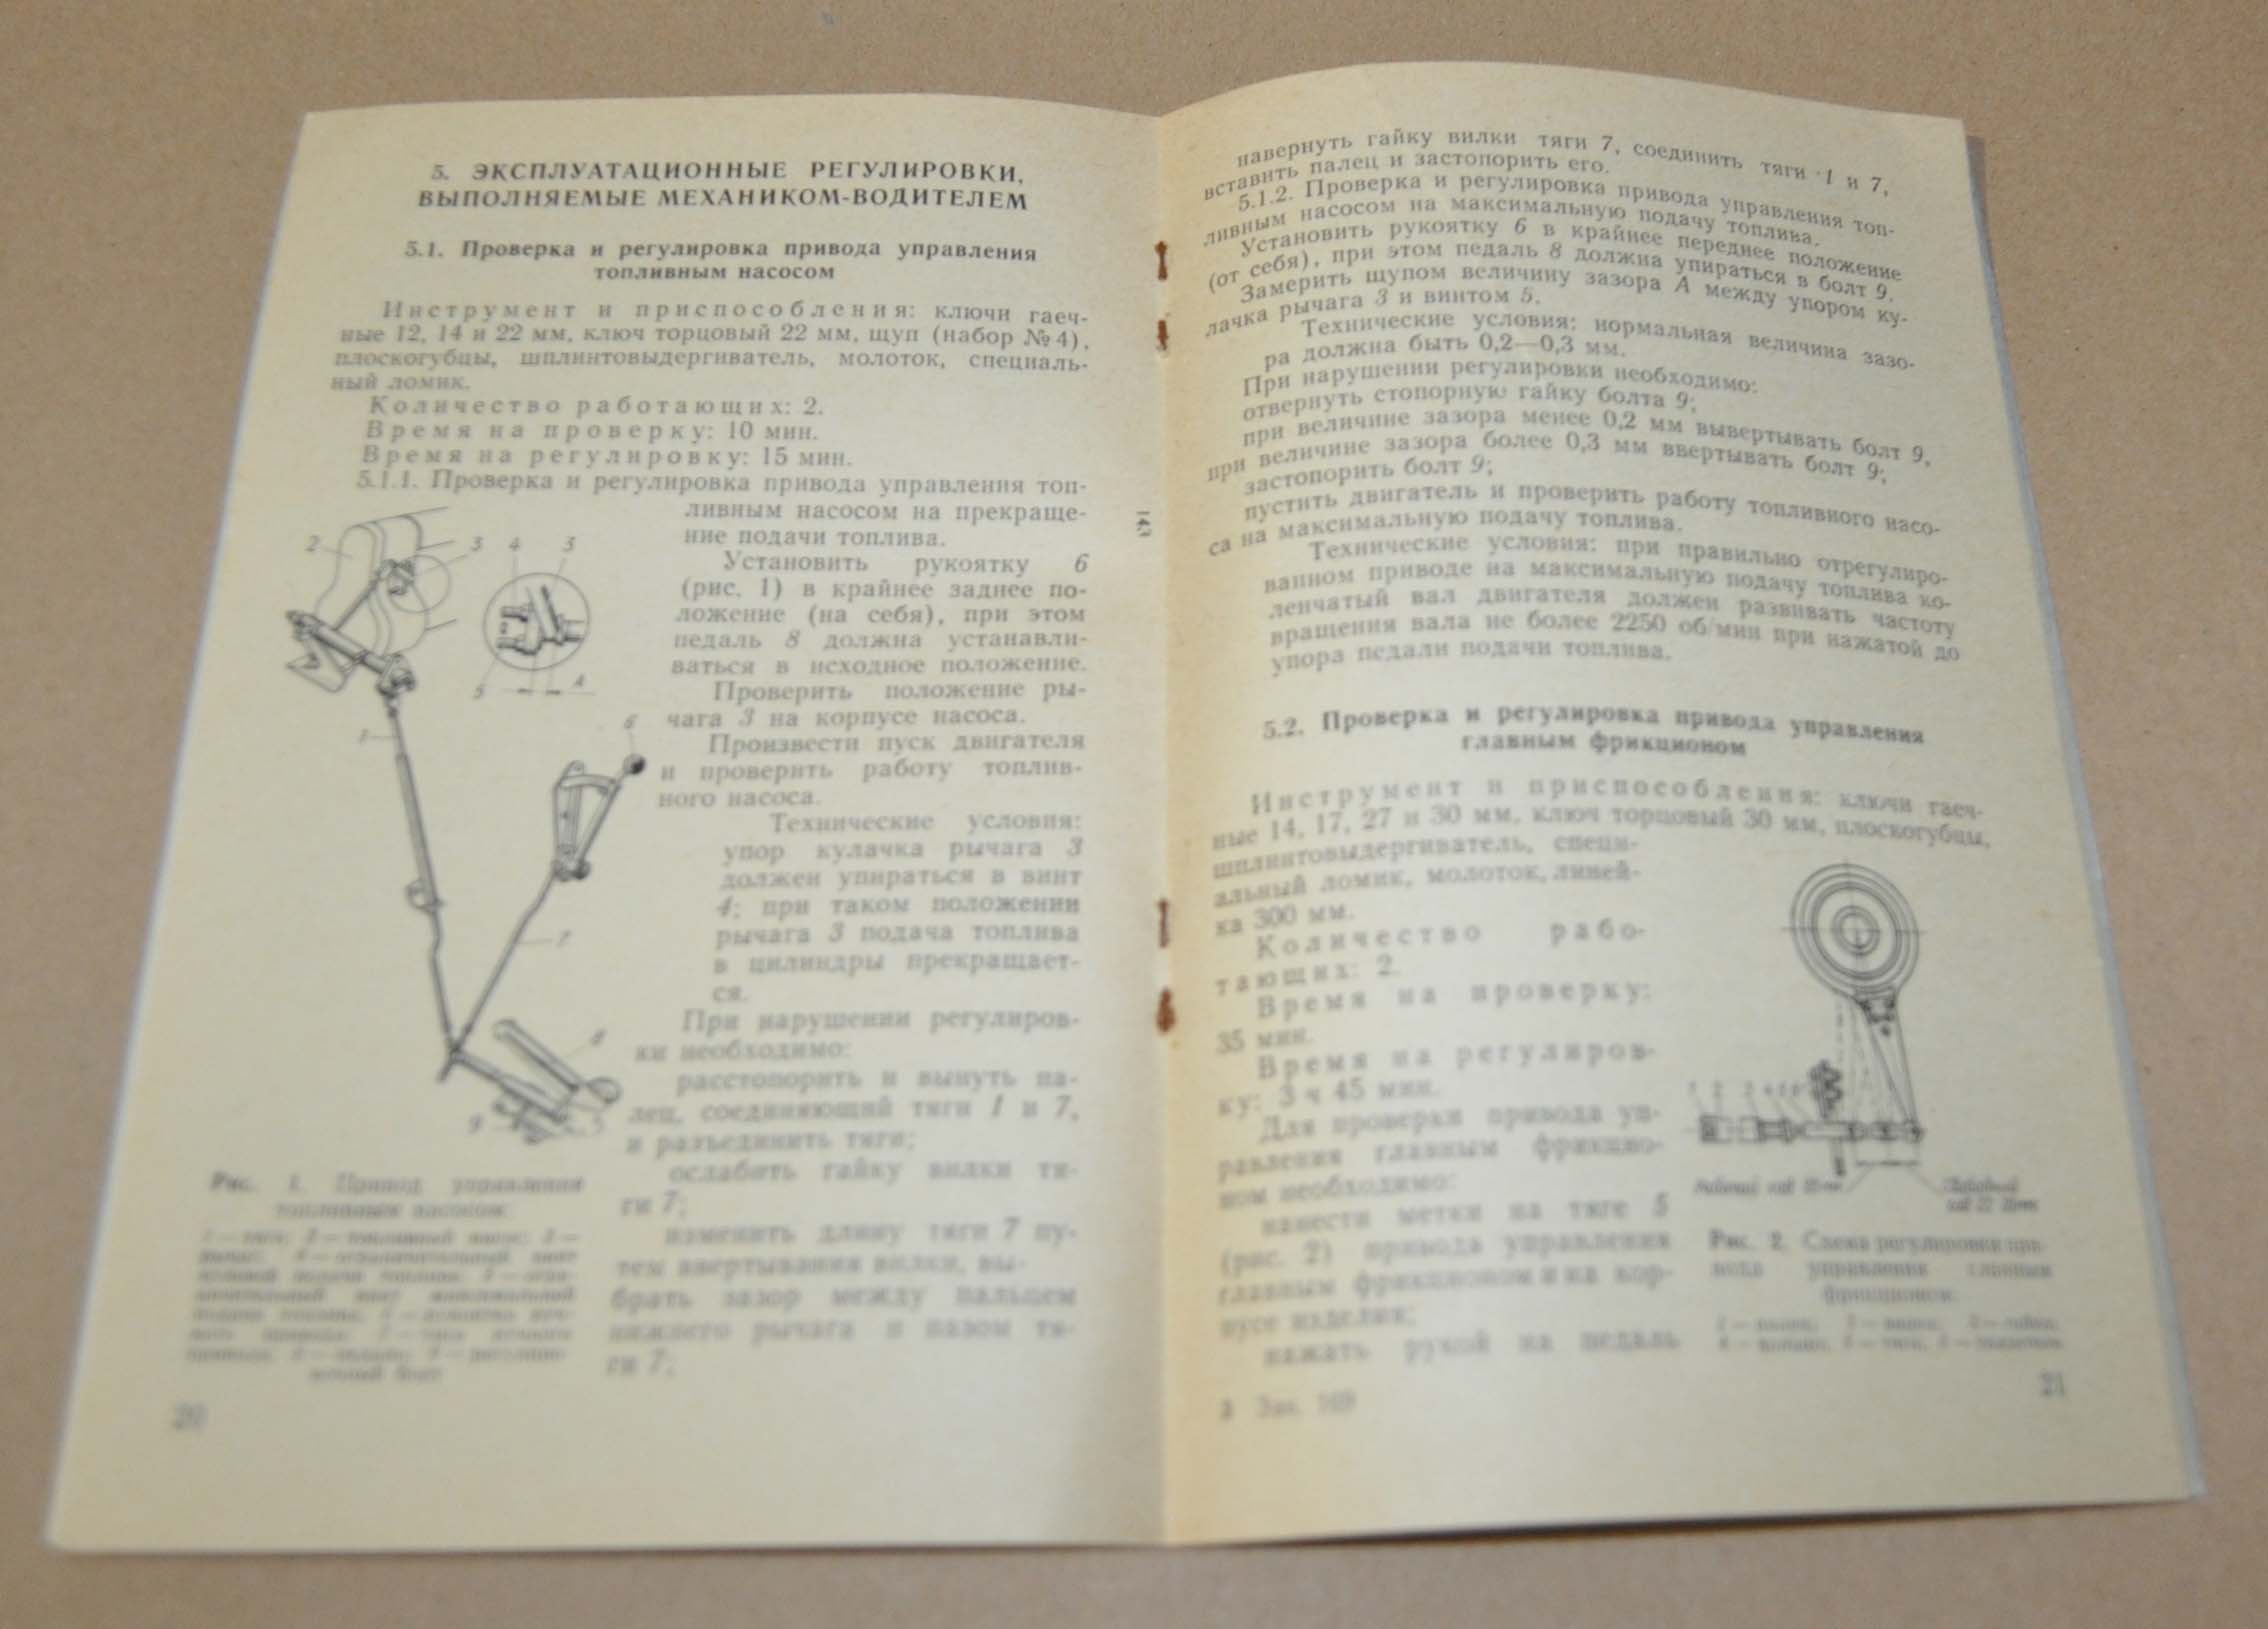 5. ЭКСПЛУАТАЦИОННЫЕ РЕГУЛИРОВКИ,
ВЫПОЛНЯЕМЫЕ МЕХАНИКОМ-ВОДИТЕЛЕМ
5.1. Проверка и регулировка привода управления
топливным насосом
Инструмент и приспособления: ключи гаеч-
ные 12, 14 и 22 мм, ключ торцовый 22 мм, щуп (набор № 4),
плоскогубцы, шплинтовыдергиватель, молоток, специаль-
ный ломик.
Количество работающих: 2.
Время на проверку: 10 мин.
Время на регулировку: 15 мин.
5.1.1. Проверка и регулировка привода управления топ-
ливным насосом на прекраще-
ние подачи топлива.
Установить рукоятку 6
(рис. 1) в крайнее заднее по-
ложение (на себя), при этом
педаль 8 должна устанавли-
ваться в исходное положение.
Проверить положение ры-
чага 3 на корпусе насоса.
Произвести пуск двигателя
и проверить работу топлив-
ного насоса.
Технические условия:
упор кулачка рычага 3
должен упираться в винт
4; при таком положении
рычага 3 подача топлива
в цилиндры прекращает-
ся.
При нарушении регулиров-
ки необходимо:
расстопорить и вынуть па-
лец, соединяющий тяги 1 и 7,
и разъединить тяги;
ослабить гайку вилки тя-
ги 7;
изменить длину тяги 7 пу-
тем ввертывания вилки, вы-
брать зазор между пальцем
нижнего рычага и пазом тя-
ги 7;
2
3
4
3
5
А
1
6
7
8
9
Рис. 1. Привод управления
топливным насосом:
20
навернуть гайку вилки тяги 7, соединить тяги 1 и 7,
вставить палец и застопорить его.
5.1.2. Проверка и регулировка привода управления топ-
ливным насосом на максимальную подачу топлива.
Установить рукоятку 6 в крайнее переднее положение
(от себя), при этом педаль 8 должна упираться в болт 9.
Замерить щупом величину зазора А между упором ку-
лачка рычага 3 и винтом 5.
Технические условия: нормальная величина зазо-
ра должна быть 0,2—0,3 мм.
При нарушении регулировки необходимо:
отвернуть стопорную гайку болта 9;
при величине зазора менее 0,2 мм вывертывать болт 9,
при величине зазора более 0,3 мм ввертывать болт 9;
застопорить болт 9;
пустить двигатель и проверить работу топливного насо-
са на максимальную подачу топлива.
Технические условия: при правильно отрегулиро-
ванном приводе на максимальную подачу топлива ко-
ленчатый вал двигателя должен развивать частоту
вращения вала не более 2250 об/мин при нажатой до
упора педали подачи топлива.
5.2. Проверка и регулировка привода управления
главным фрикционом
Инструмент и приспособления: ключи гаеч-
ные 14, 17, 27 и 30 мм, ключ торцовый 30 мм, плоскогубцы,
шплинтовыдергиватель, специ-
альный ломик, молоток, линей-
ка 300 мм.
Количество рабо-
тающих: 2.
Время на проверку:
35 мин.
Время на регулиров-
ку: 3 ч 45 мин.
Для проверки привода уп-
равления главным фрикцио-
ном необходимо:
нанести метки на тяге 5
(рис. 2) привода управления
главным фрикционом и на кор-
пусе изделия;
нажать рукой на педаль
Рис. 2. Схема регулировки при-
вода управления главным
фрикционом:
3 Зак. 169
21
143